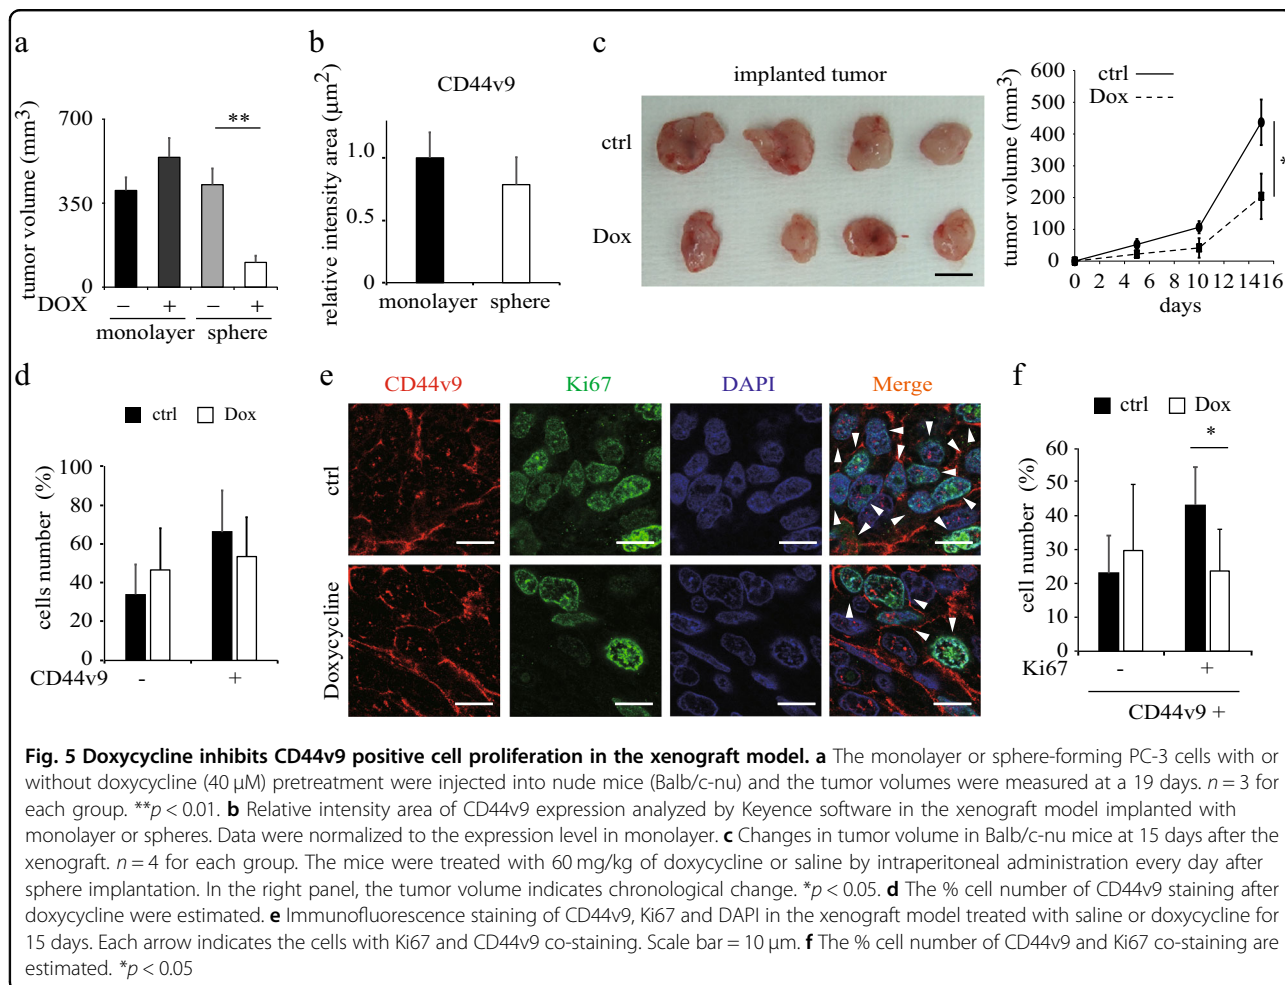 a
tumor volume (mm3)
700
350
0
**
DOX
− + − +
monolayer sphere
b
CD44v9
relative intensity area (µm2)
1.0
0.5
0
monolayer sphere
c
implanted tumor
ctrl
Dox
ctrl
Dox
tumor volume (mm3)
600
500
400
300
200
100
0
*
0 2 4 6 8 10 12 1416
days
d
ctrl Dox
cells number (%)
100
80
60
40
20
0
CD44v9 - +
e
CD44v9 Ki67 DAPI Merge
ctrl
Doxycycline
f
ctrl Dox
*
cell number (%)
60
50
40
30
20
10
0
Ki67 - +
CD44v9 +
Fig. 5 Doxycycline inhibits CD44v9 positive cell proliferation in the xenograft model. a The monolayer or sphere-forming PC-3 cells with or
without doxycycline (40 µM) pretreatment were injected into nude mice (Balb/c-nu) and the tumor volumes were measured at a 19 days. n = 3 for
each group. **p < 0.01. b Relative intensity area of CD44v9 expression analyzed by Keyence software in the xenograft model implanted with
monolayer or spheres. Data were normalized to the expression level in monolayer. c Changes in tumor volume in Balb/c-nu mice at 15 days after the
xenograft. n = 4 for each group. The mice were treated with 60 mg/kg of doxycycline or saline by intraperitoneal administration every day after
sphere implantation. In the right panel, the tumor volume indicates chronological change. *p < 0.05. d The % cell number of CD44v9 staining after
doxycycline were estimated. e Immunofluorescence staining of CD44v9, Ki67 and DAPI in the xenograft model treated with saline or doxycycline for
15 days. Each arrow indicates the cells with Ki67 and CD44v9 co-staining. Scale bar = 10 µm. f The % cell number of CD44v9 and Ki67 co-staining are
estimated. *p < 0.05